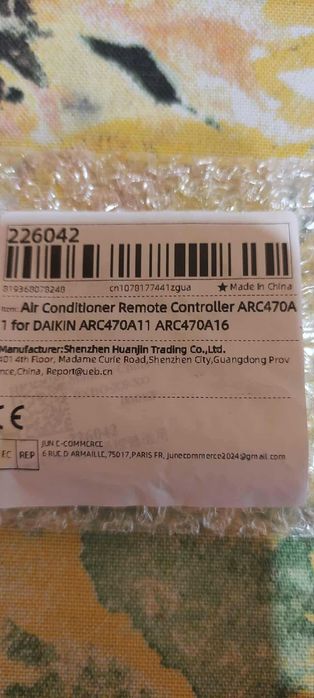 226042
819368078248 cn1078177441zgua ★ Made In China
Item: Air Conditioner Remote Controller ARC470A
1 for DAIKIN ARC470A11 ARC470A16
Manufacturer:Shenzhen Huanjin Trading Co.,Ltd.
401 4th Floor, Madame Curie Road,Shenzhen City,Guangdong Prov
nce,China, Report@ueb.cn
CE
EC REP JUN E-COMMERCE
6 RUE D ARMAILLE,75017,PARIS FR, junecommerce2024@gmail.com